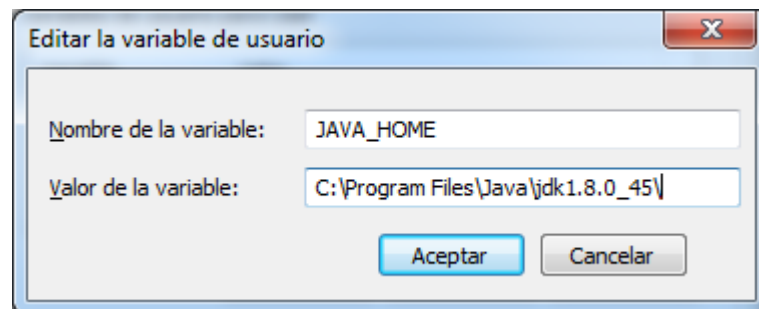 Editar la variable de usuario
Nombre de la variable: JAVA_HOME
Valor de la variable: C:\Program Files\Java\jdk1.8.0_45\
Aceptar Cancelar